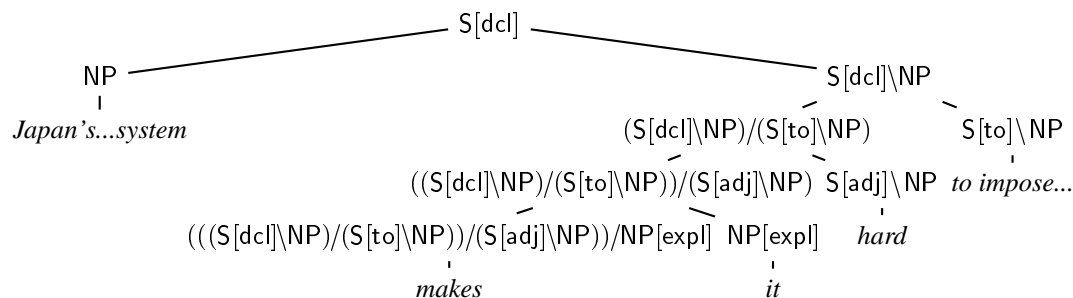 S[dcl]
NP S[dcl]\NP
Japan's...system (S[dcl]\NP)/(S[to]\NP) S[to]\NP
((S[dcl]\NP)/(S[to]\NP))/(S[adj]\NP) S[adj]\NP to impose...
(((S[dcl]\NP)/(S[to]\NP))/(S[adj]\NP))/NP[expl] NP[expl] hard
makes it